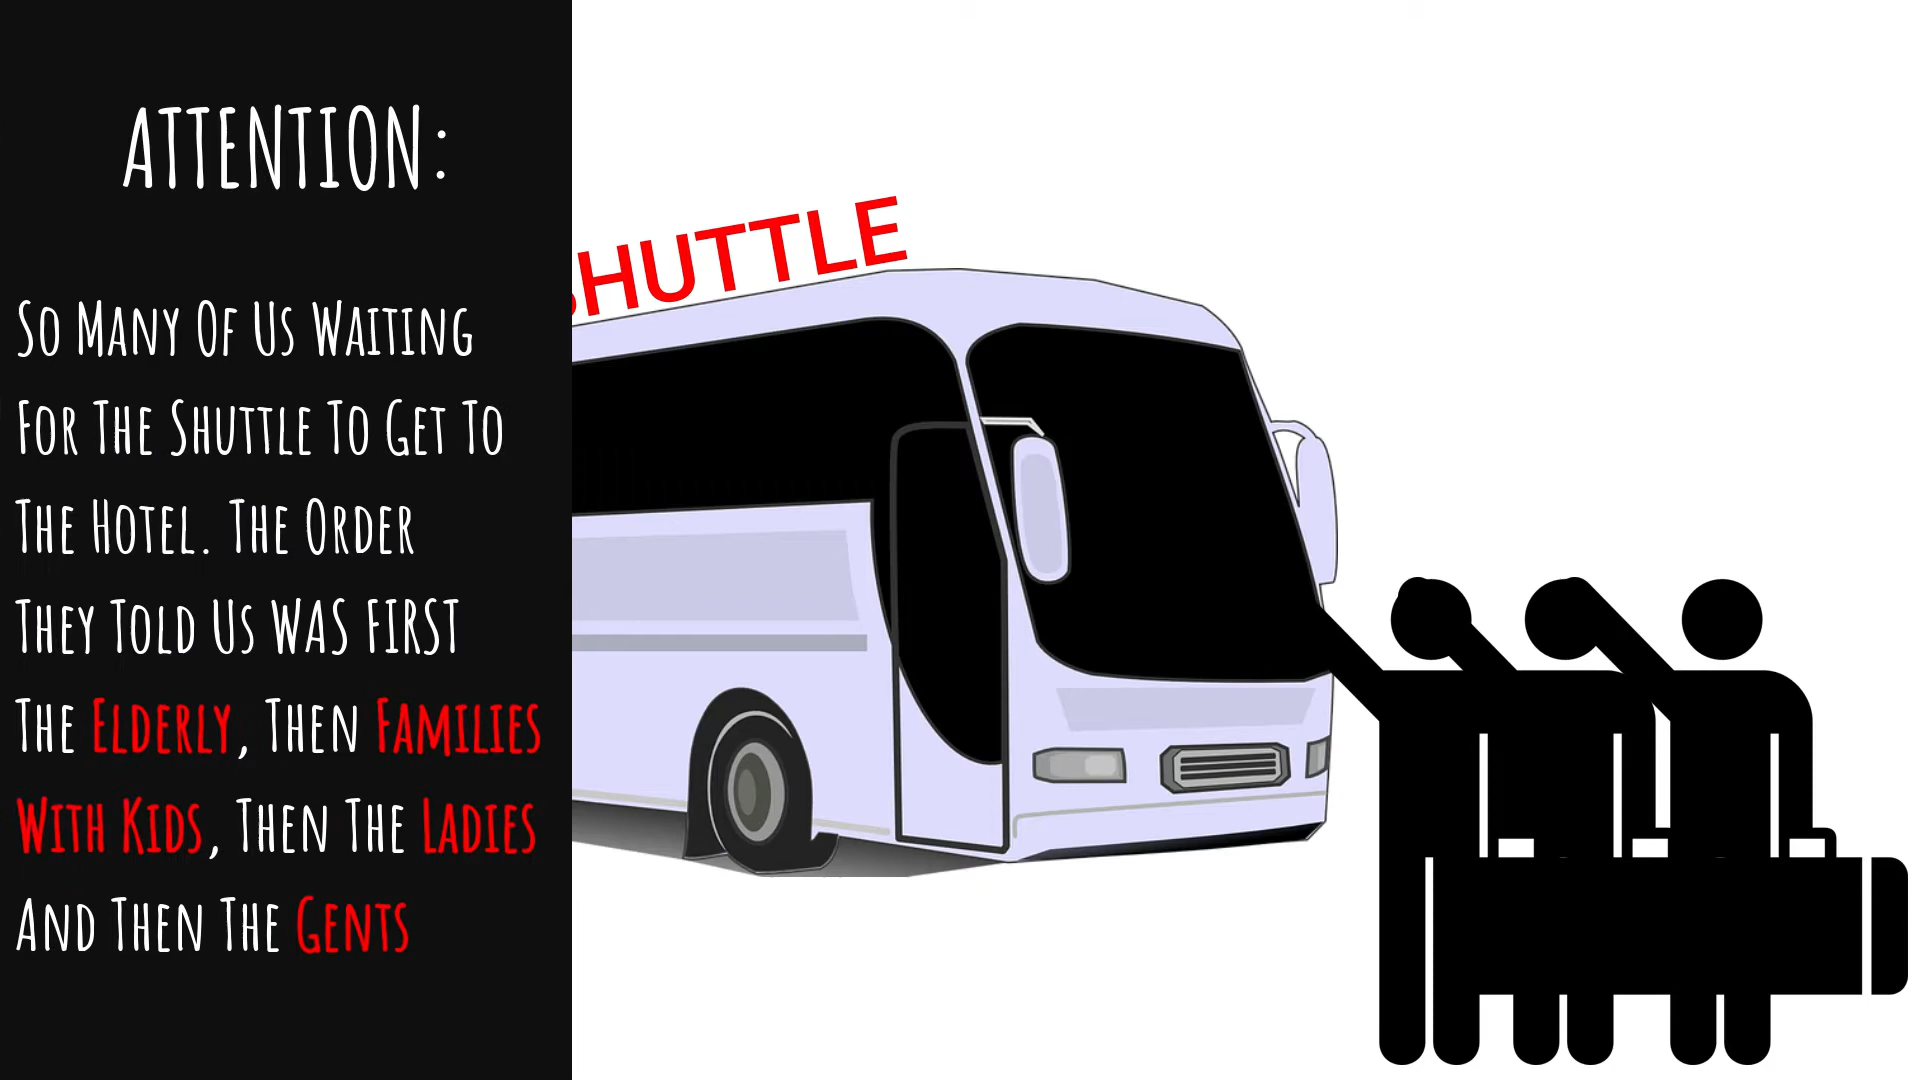 ATTENTION:
So Many Of Us Waiting
For The Shuttle To Get To
The Hotel. The Order
They Told Us WAS FIRST
The Elderly, Then Families
With Kids, Then The Ladies
And Then The Gents
SHUTTLE